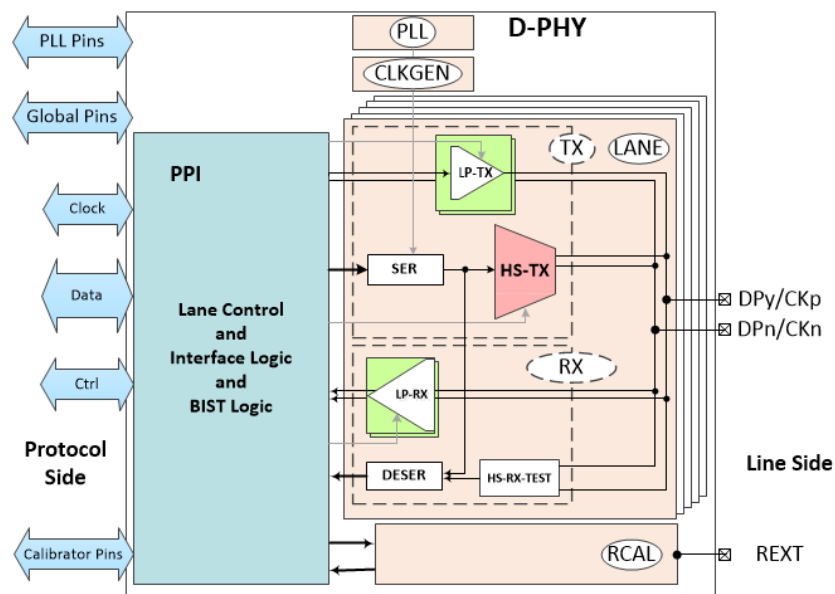 PLL
D-PHY
PLL Pins
CLKGEN
Global Pins
TX
LANE
PPI
LP-TX
Clock
SER
HS-TX
Data
DPy/CKp
Lane Control
and
Interface Logic
and
BIST Logic
DPn/CKn
RX
Ctrl
LP-RX
Protocol
Side
DESER
HS-RX-TEST
Line Side
Calibrator Pins
RCAL
REXT